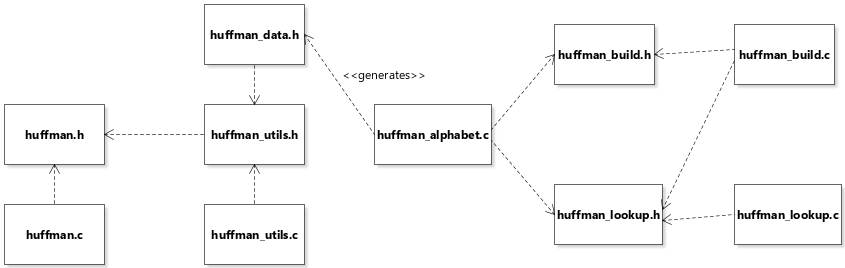 huffman_data.h
huffman_build.h
huffman_build.c
<<generates>>
huffman.h
huffman_utils.h
huffman_alphabet.c
huffman.c
huffman_utils.c
huffman_lookup.h
huffman_lookup.c